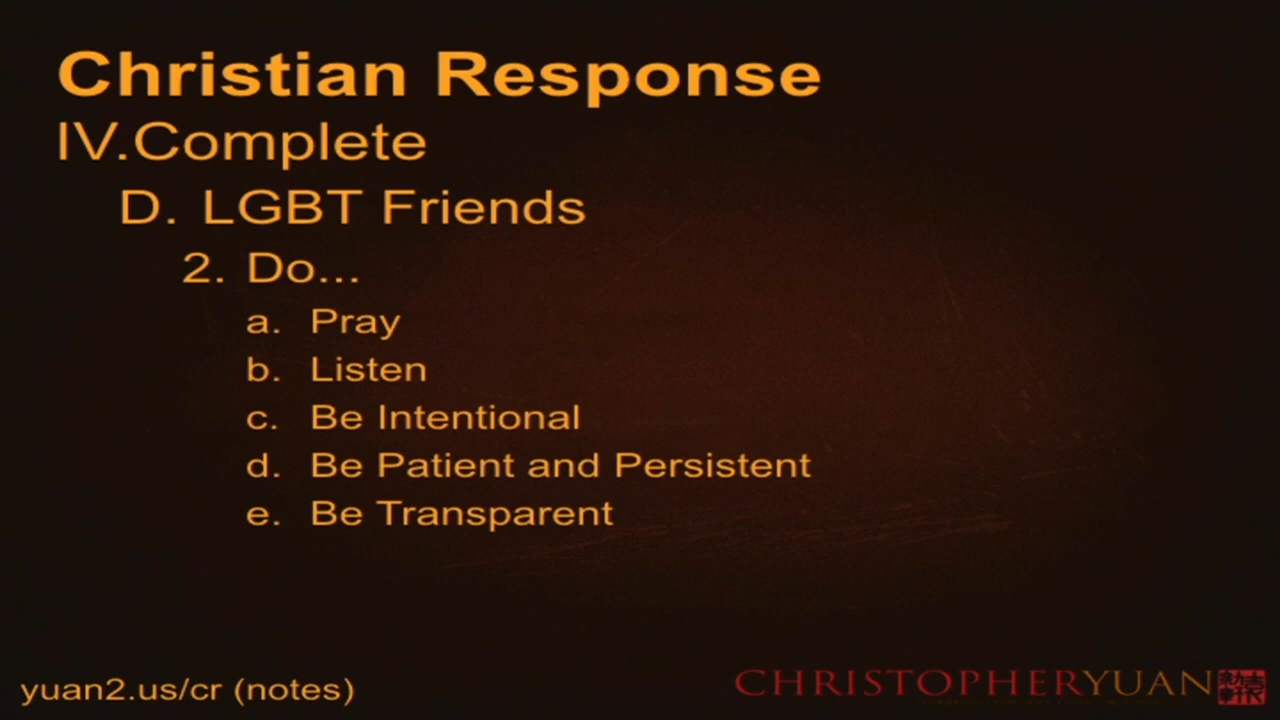 Christian Response
IV.Complete
D. LGBT Friends
2. Do...
a. Pray
b. Listen
c. Be Intentional
d. Be Patient and Persistent
e. Be Transparent
yuan2.us/cr (notes)
CHRISTOPHERYUAN